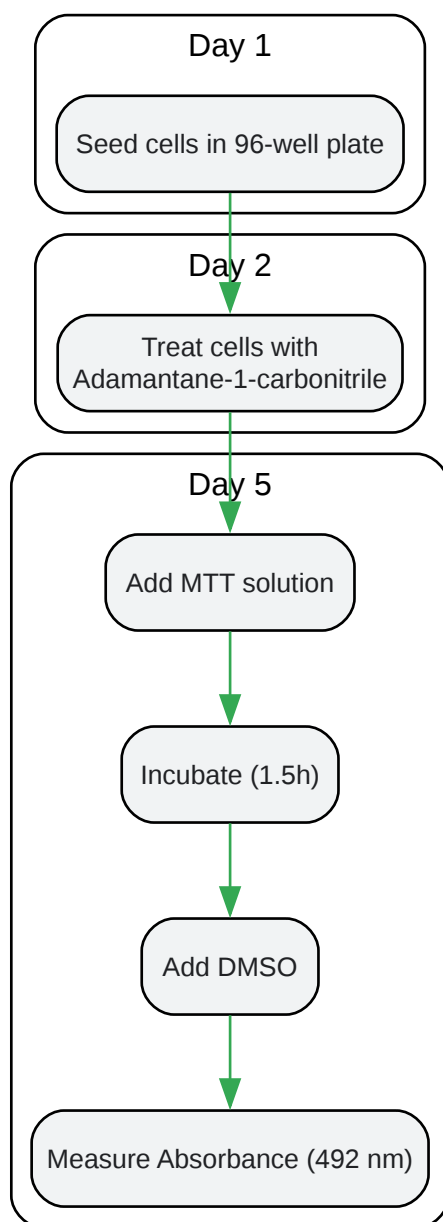 Day 1
Seed cells in 96-well plate
Day 2
Treat cells with
Adamantane-1-carbonitrile
Day 5
Add MTT solution
Incubate (1.5h)
Add DMSO
Measure Absorbance (492 nm)